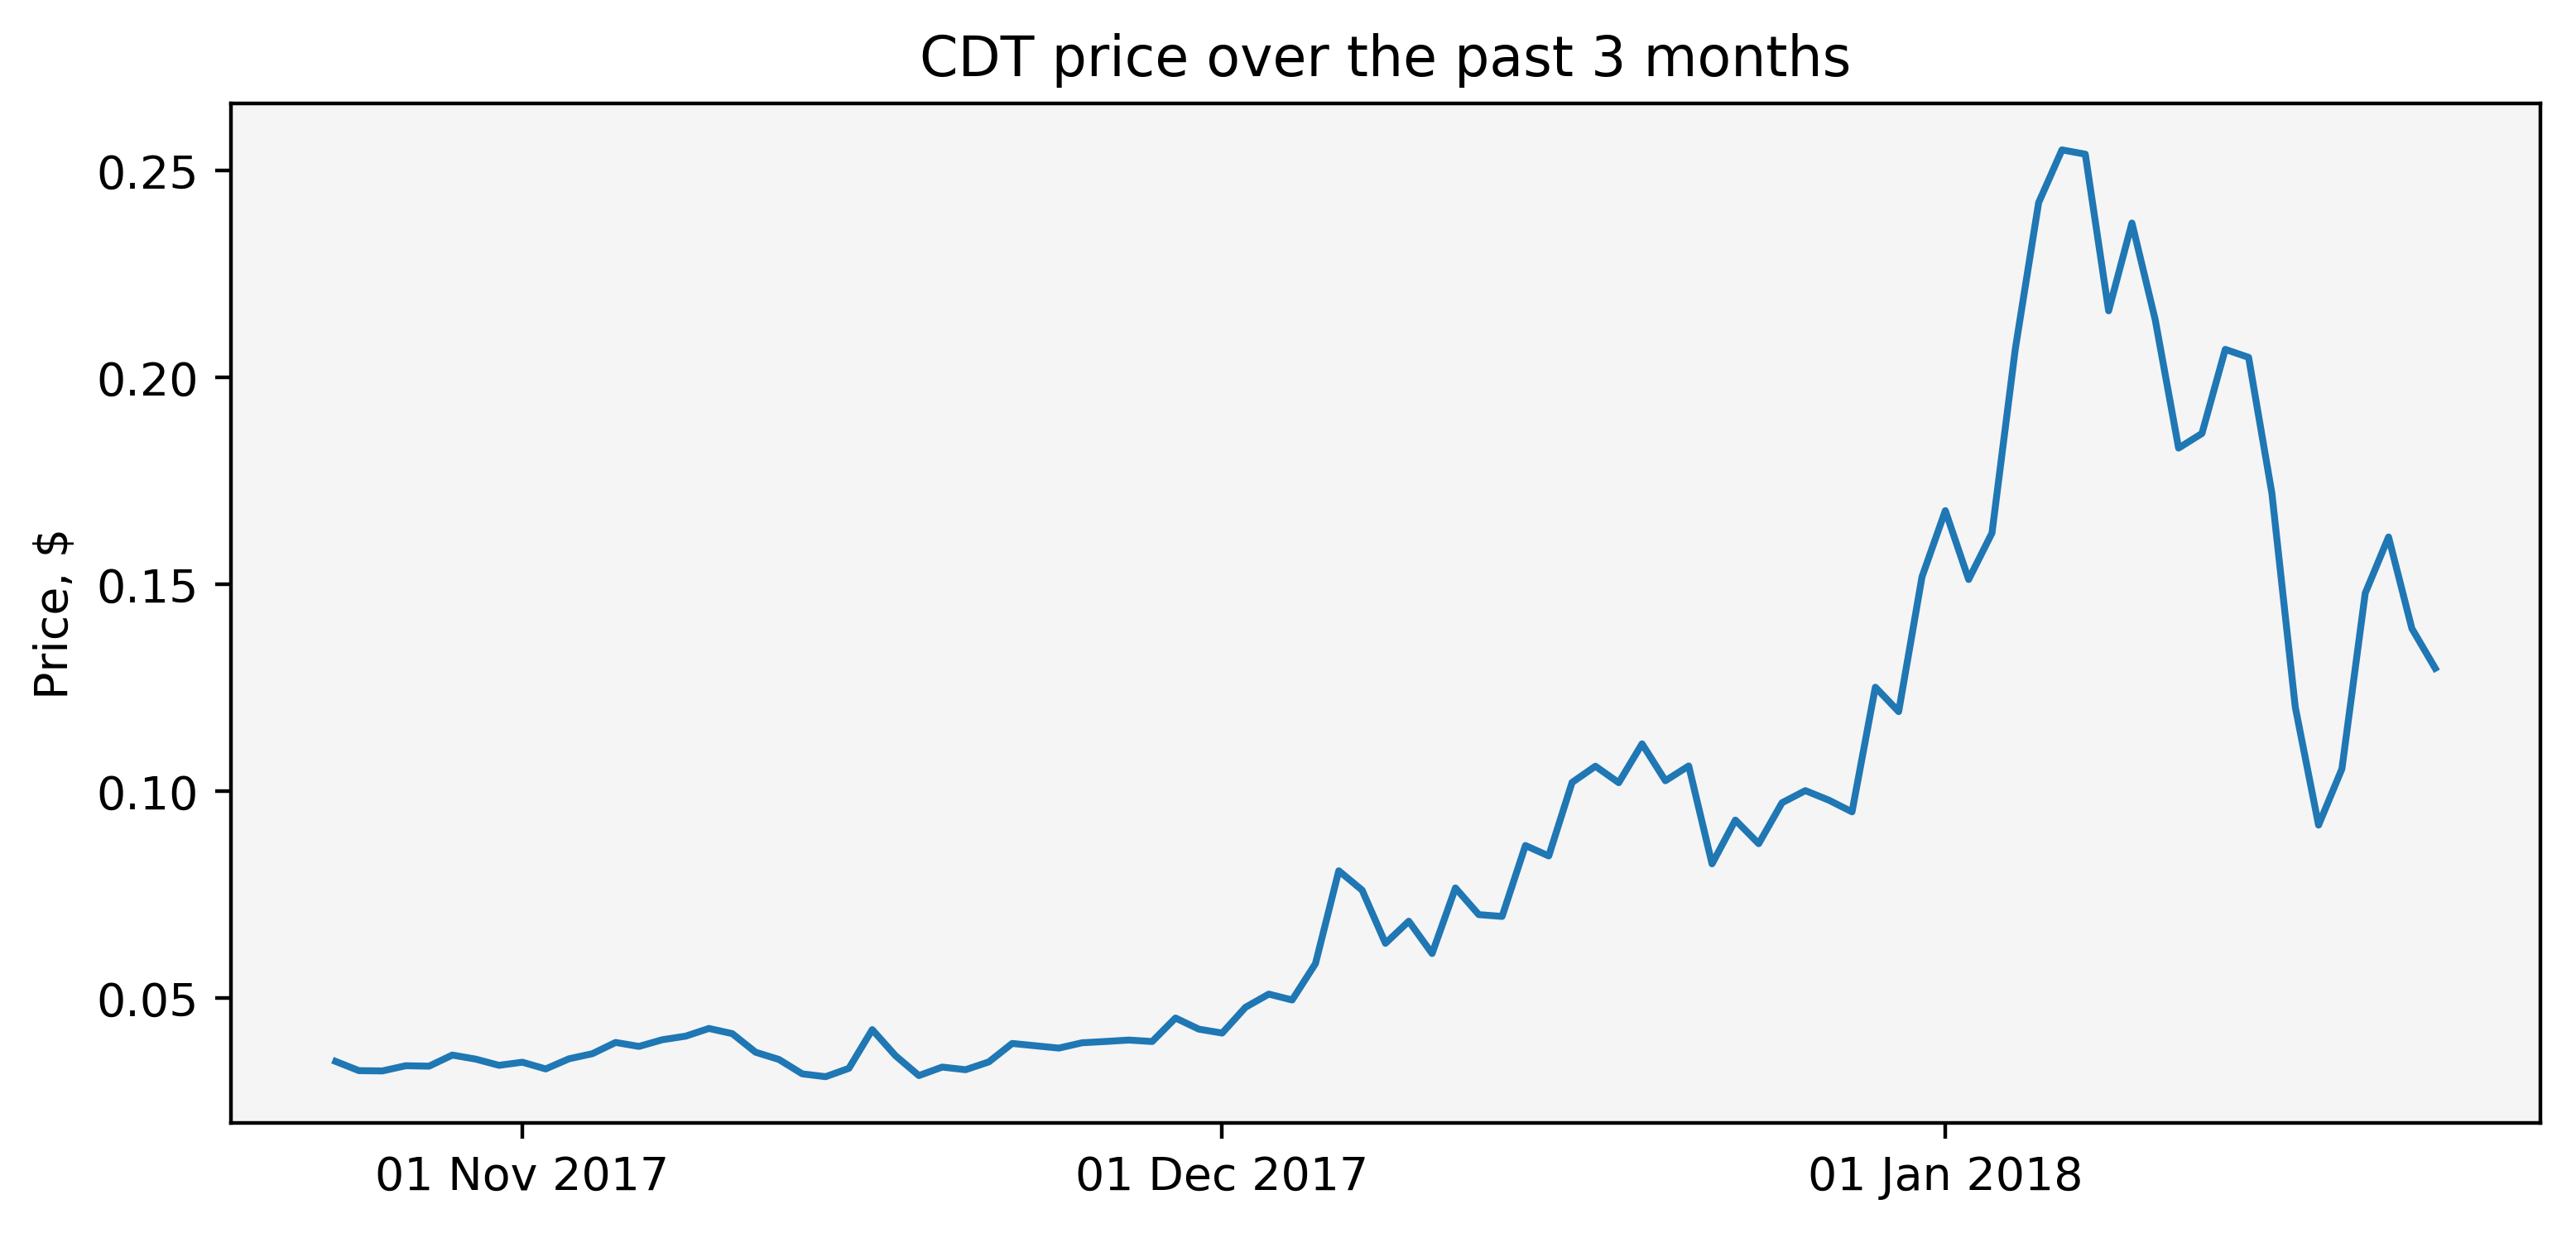 CDT price over the past 3 months
Price, $
0.25
0.20
0.15
0.10
0.05
01 Nov 2017
01 Dec 2017
01 Jan 2018